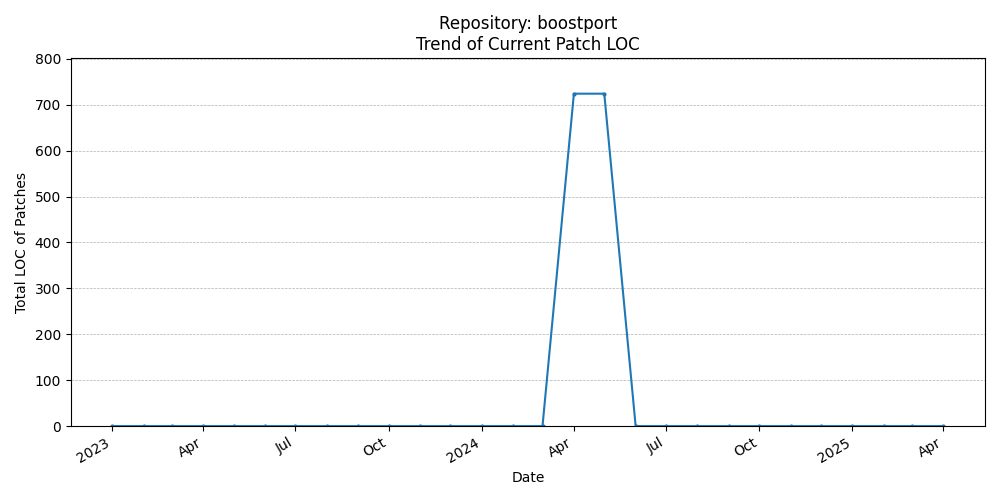 Repository: boostport
Trend of Current Patch LOC
800
700
600
500
400
300
200
100
0
Total LOC of Patches
2023
Apr
Jul
Oct
2024
Apr
Jul
Oct
2025
Apr
Date